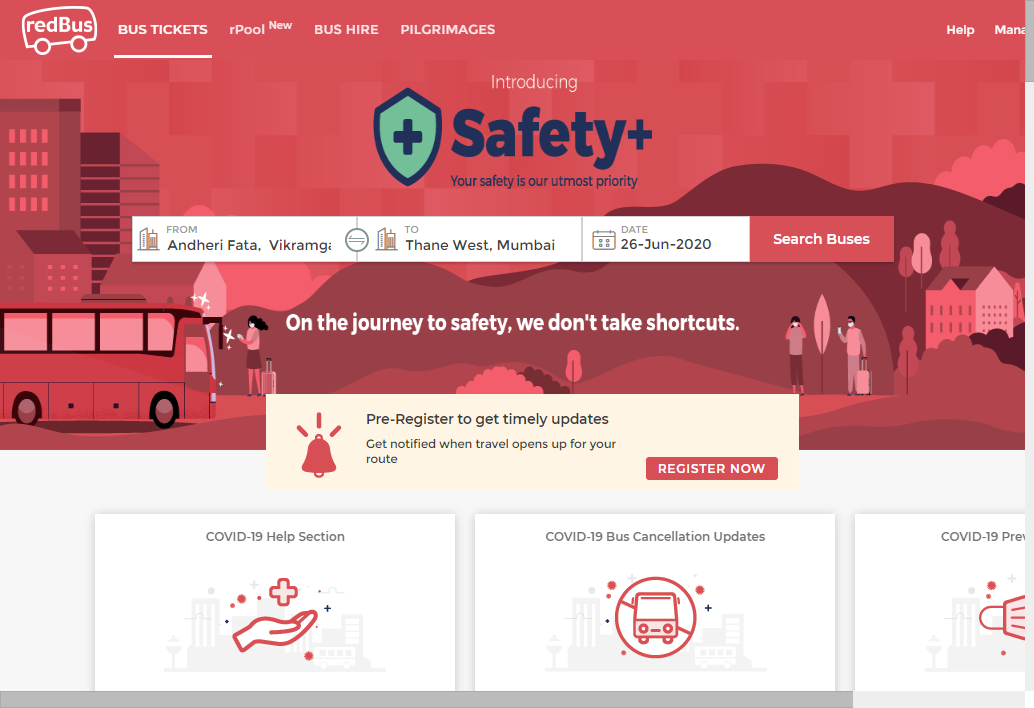 redBus
BUS TICKETS rPool New BUS HIRE PILGRIMAGES Help
Introducing
Safety+
Your safety is our utmost priority
FROM TO DATE
Andheri Fata, Thane West, Mumbai 26-Jun-2020 Search Buses
On the journey to safety, we don't take shortcuts.
Pre-Register to get timely updates
Get notified when travel opens up for your
route
REGISTER NOW
COVID-19 Help Section COVID-19 Bus Cancellation Updates COVID-19